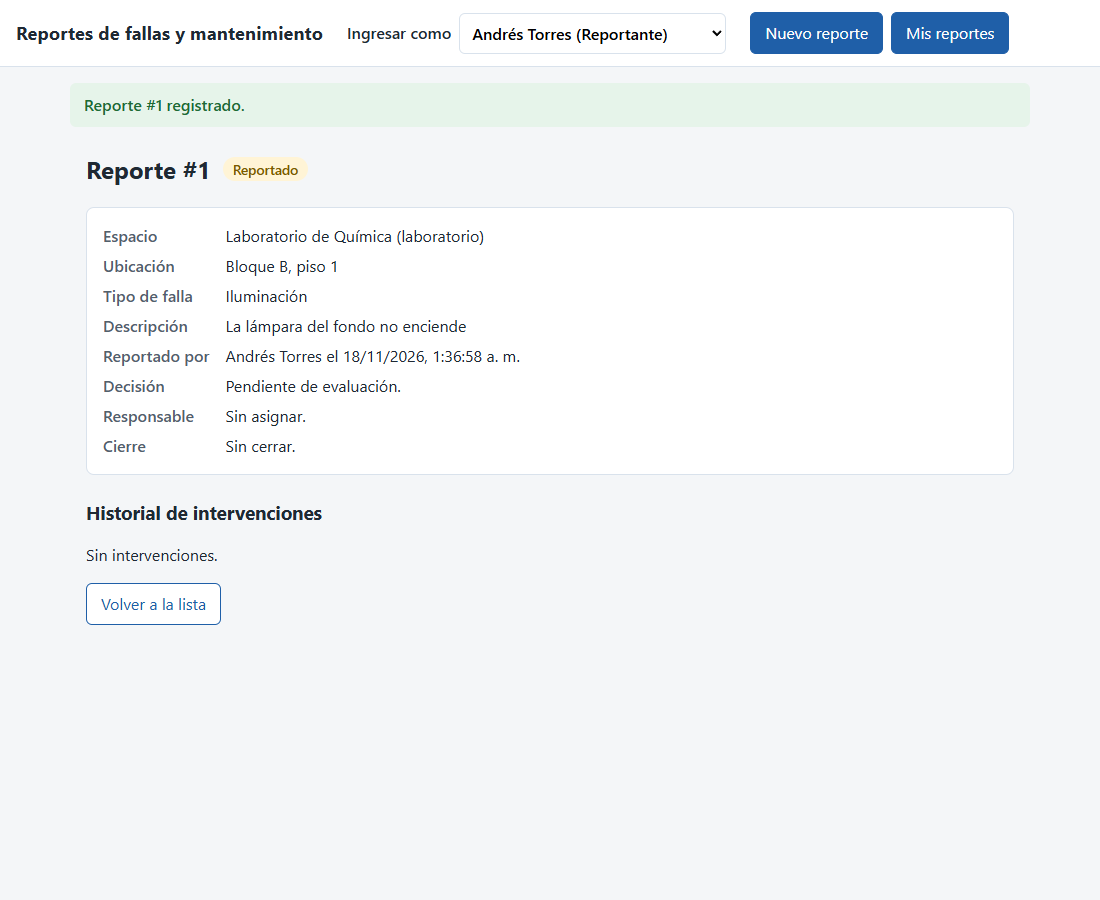 Reportes de fallas y mantenimiento Ingresar como Andrés Torres (Reportante) Nuevo reporte Mis reportes
Reporte #1 registrado.
Reporte #1 Reportado
Espacio Laboratorio de Química (laboratorio)
Ubicación Bloque B, piso 1
Tipo de falla Iluminación
Descripción La lámpara del fondo no enciende
Reportado por Andrés Torres el 18/11/2026, 1:36:58 a. m.
Decisión Pendiente de evaluación.
Responsable Sin asignar.
Cierre Sin cerrar.
Historial de intervenciones
Sin intervenciones.
Volver a la lista